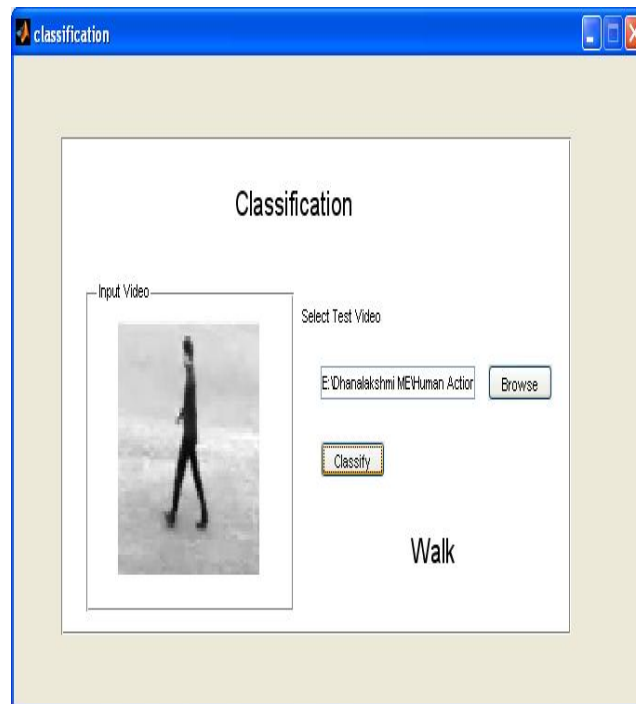 classification
Classification
Input Video
Select Test Video
E:\Dhanalakshmi ME\Human Action
Browse
Classify
Walk